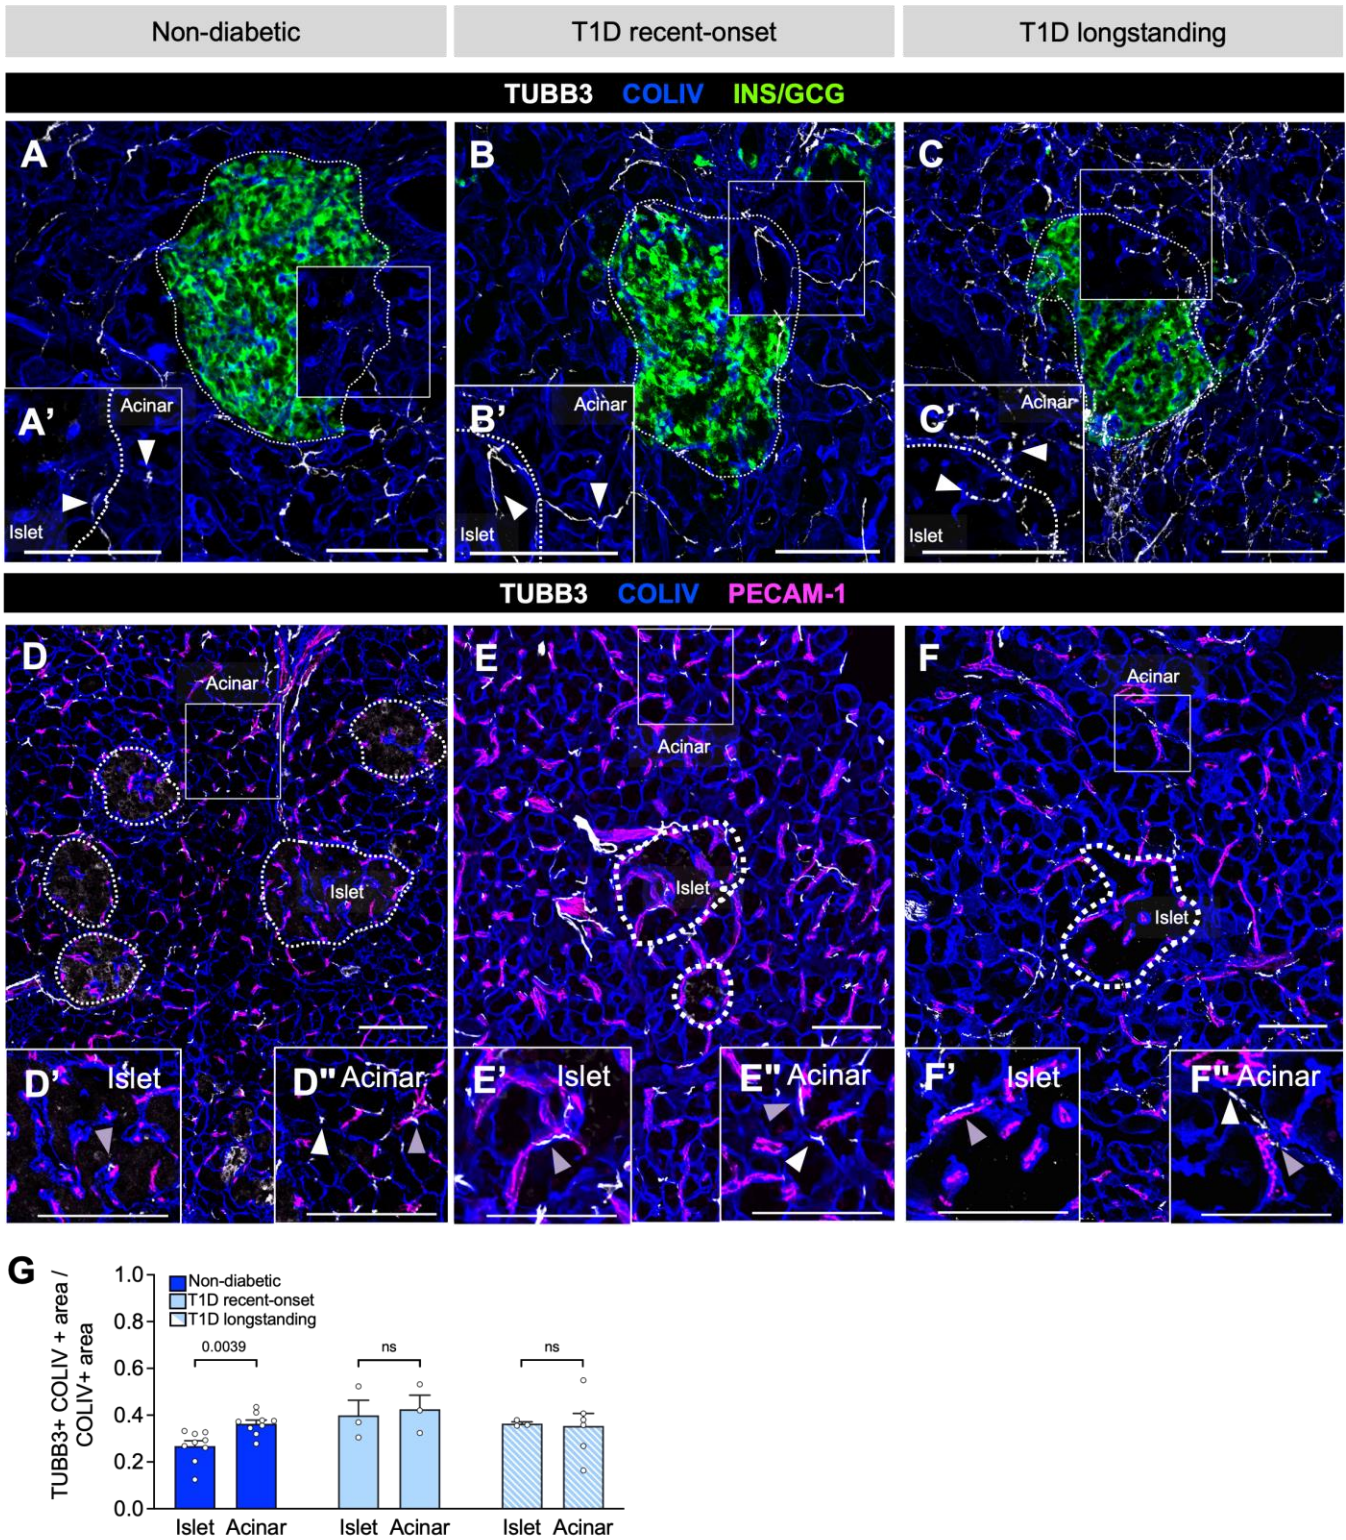 Non-diabetic
T1D recent-onset
T1D longstanding
TUBB3 COLIV INS/GCG
A
B
C
A'
Acinar
Islet
B'
Acinar
Islet
C'
Acinar
Islet
TUBB3 COLIV PECAM-1
D
Acinar
Islet
E
Acinar
Islet
F
Acinar
Islet
D'
Islet
D"
Acinar
E'
Islet
E"
Acinar
F'
Islet
F"
Acinar
G
TUBB3+ COLIV + area /
COLIV+ area
1.0
0.8
0.6
0.4
0.2
0.0
Non-diabetic
T1D recent-onset
T1D longstanding
0.0039
ns
ns
Islet Acinar
Islet Acinar
Islet Acinar